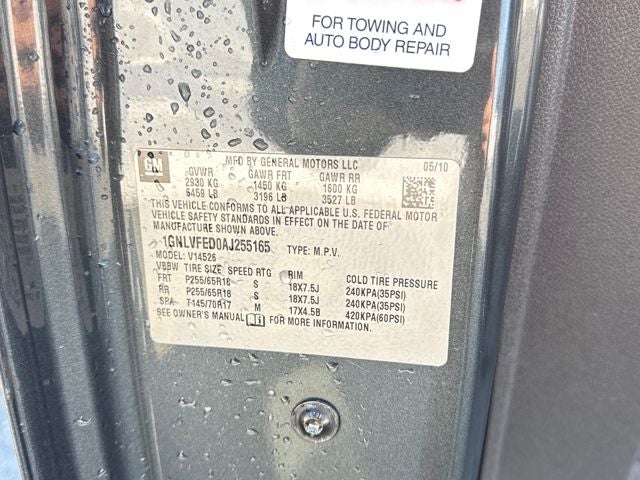 FOR TOWING AND
AUTO BODY REPAIR
GM
MFD BY GENERAL MOTORS LLC 05/10
GVWR GAWR FRT GAWR RR
2930 KG 1450 KG 1600 KG
6459 LB 3196 LB 3527 LB
THIS VEHICLE CONFORMS TO ALL APPLICABLE U.S. FEDERAL MOTOR
VEHICLE SAFETY STANDARDS IN EFFECT ON THE DATE OF
MANUFACTURE SHOWN ABOVE.
1GNLVFED0AJ255165 TYPE: M.P.V.
MODEL: V14526
VBBW TIRE SIZE SPEED RTG RIM COLD TIRE PRESSURE
FRT P255/65R18 S 18X7.5J 240KPA(35PSI)
RR P255/65R18 S 18X7.5J 240KPA(35PSI)
SPA T145/70R17 M 17X4.5B 420KPA(60PSI)
SEE OWNER'S MANUAL FOR MORE INFORMATION.